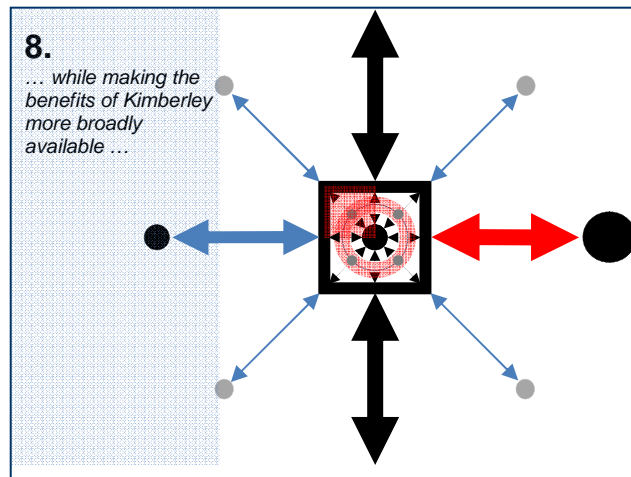 8.
... while making the
benefits of Kimberley
more broadly
available ...